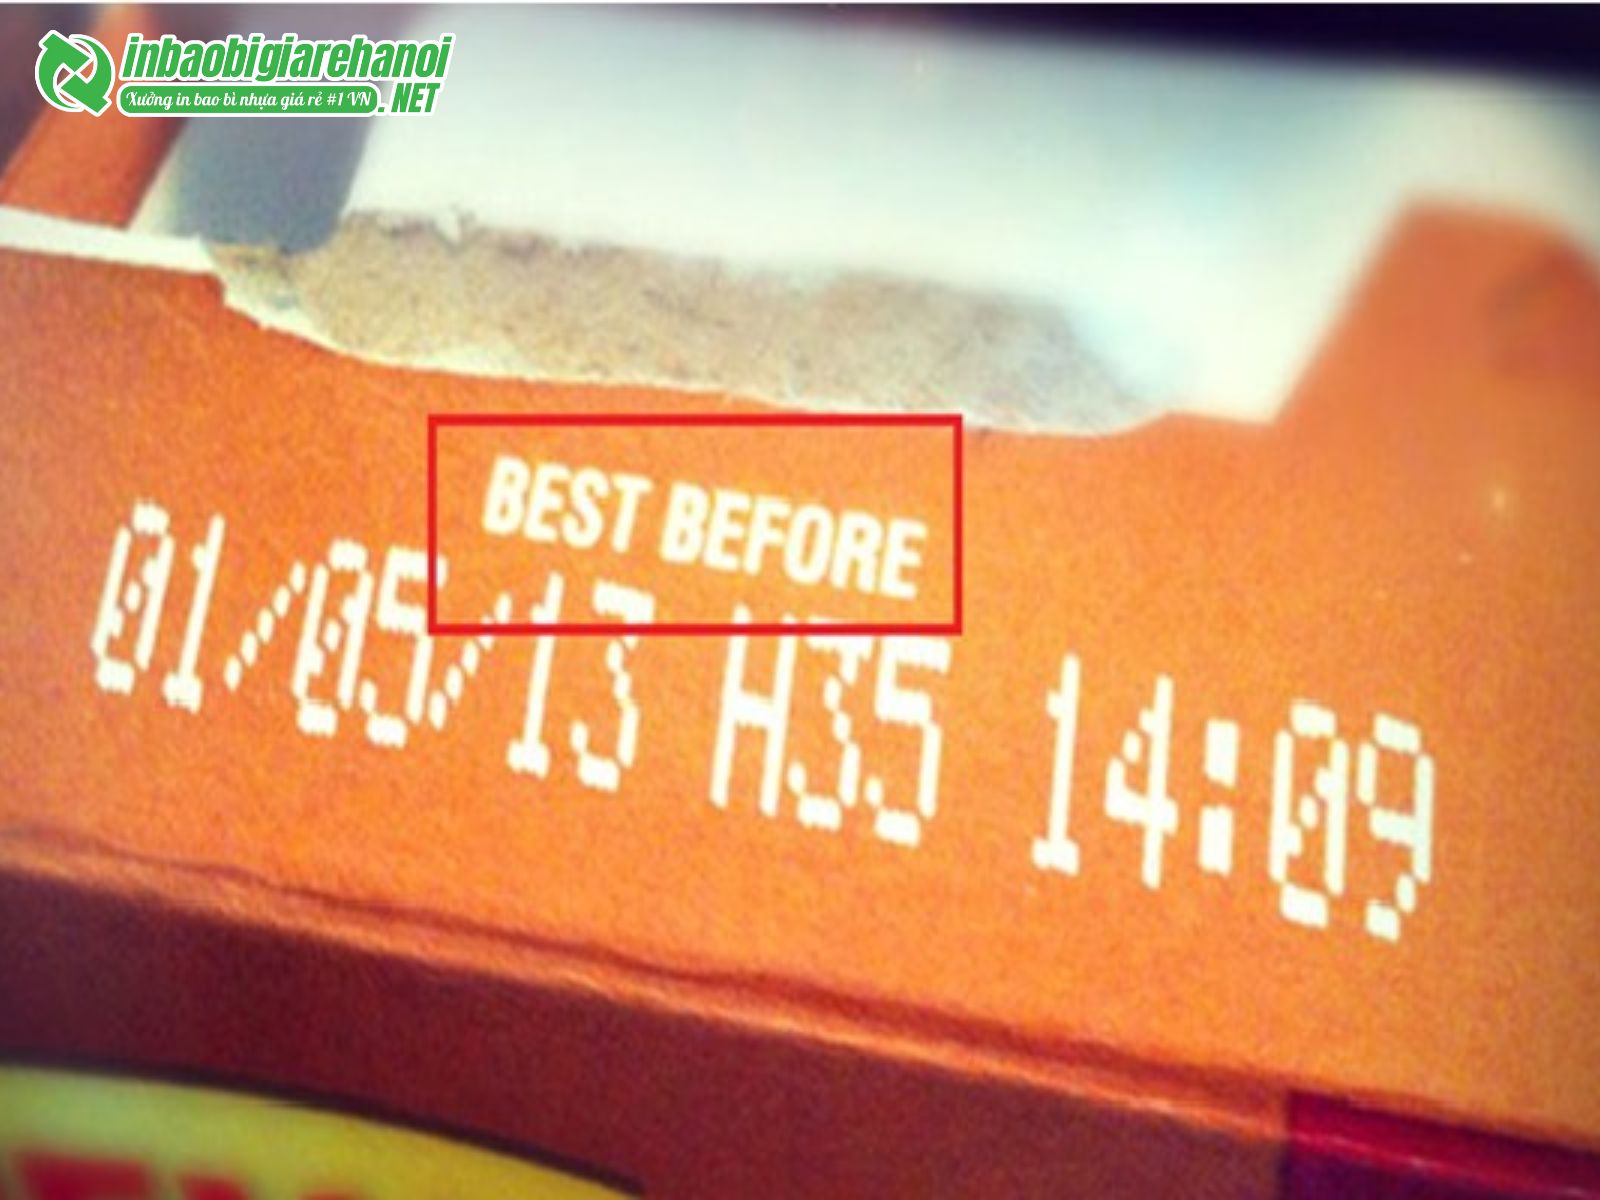 inbaobigiarehanoi
Xưởng in bao bì nhựa giá rẻ #1 VN
.NET
BEST BEFORE
01/05/13 H35 14:09